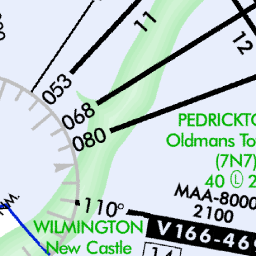 11
12
053
068
080
PEDRICKTO
Oldmans To
(7N7)
40 L 2
MAA-8000
110° 2100
WILMINGTON V166-469
New Castle 14